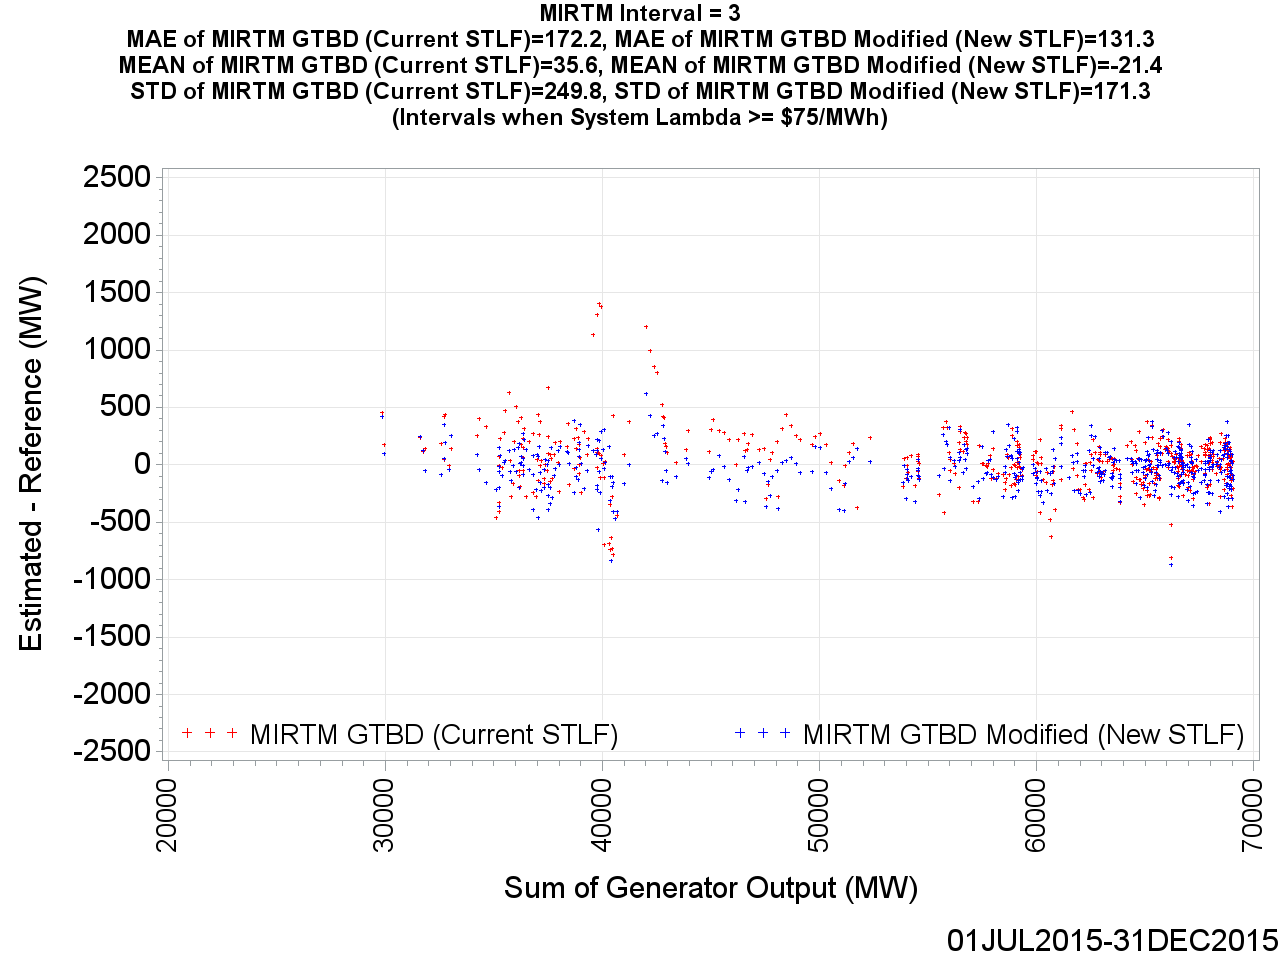 MIRTM Interval = 3
MAE of MIRTM GTBD (Current STLF)=172.2, MAE of MIRTM GTBD Modified (New STLF)=131.3
MEAN of MIRTM GTBD (Current STLF)=35.6, MEAN of MIRTM GTBD Modified (New STLF)=-21.4
STD of MIRTM GTBD (Current STLF)=249.8, STD of MIRTM GTBD Modified (New STLF)=171.3
(Intervals when System Lambda >= $75/MWh)
Estimated - Reference (MW)
2500
2000
1500
1000
500
0
-500
-1000
-1500
-2000
-2500
MIRTM GTBD (Current STLF)
MIRTM GTBD Modified (New STLF)
20000
30000
40000
50000
60000
70000
Sum of Generator Output (MW)
01JUL2015-31DEC2015